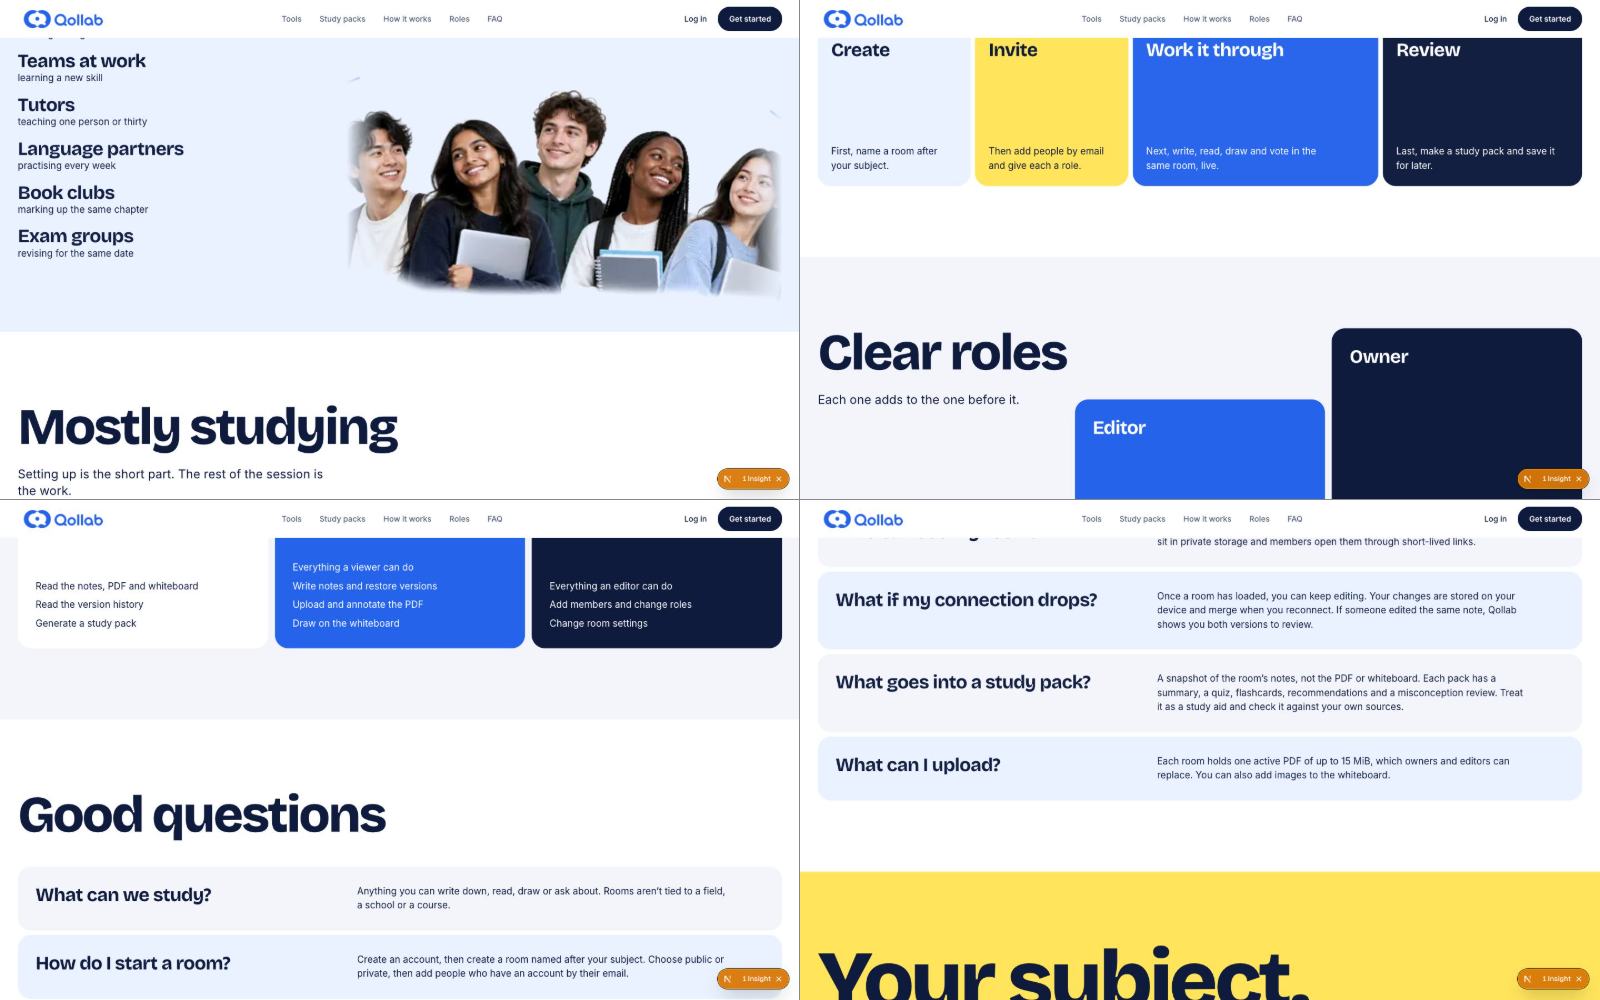 Qollab
Tools Study packs How it works Roles FAQ
Log in Get started
Teams at work
learning a new skill
Tutors
teaching one person or thirty
Language partners
practising every week
Book clubs
marking up the same chapter
Exam groups
revising for the same date
Mostly studying
Setting up is the short part. The rest of the session is
the work.
N 1 Insight ×
Qollab
Tools Study packs How it works Roles FAQ
Log in Get started
Create
First, name a room after
your subject.
Invite
Then add people by email
and give each a role.
Work it through
Next, write, read, draw and vote in the
same room, live.
Review
Last, make a study pack and save it
for later.
Clear roles
Each one adds to the one before it.
Editor
Owner
N 1 Insight ×
Qollab
Tools Study packs How it works Roles FAQ
Log in Get started
Read the notes, PDF and whiteboard
Read the version history
Generate a study pack
Everything a viewer can do
Write notes and restore versions
Upload and annotate the PDF
Draw on the whiteboard
Everything an editor can do
Add members and change roles
Change room settings
Good questions
What can we study?
Anything you can write down, read, draw or ask about. Rooms aren’t tied to a field,
a school or a course.
How do I start a room?
Create an account, then create a room named after your subject. Choose public or
private, then add people who have an account by their email.
N 1 Insight ×
Qollab
Tools Study packs How it works Roles FAQ
Log in Get started
sit in private storage and members open them through short-lived links.
What if my connection drops?
Once a room has loaded, you can keep editing. Your changes are stored on your
device and merge when you reconnect. If someone edited the same note, Qollab
shows you both versions to review.
What goes into a study pack?
A snapshot of the room’s notes, not the PDF or whiteboard. Each pack has a
summary, a quiz, flashcards, recommendations and a misconception review. Treat
it as a study aid and check it against your own sources.
What can I upload?
Each room holds one active PDF of up to 15 MiB, which owners and editors can
replace. You can also add images to the whiteboard.
Your subject.
N 1 Insight ×